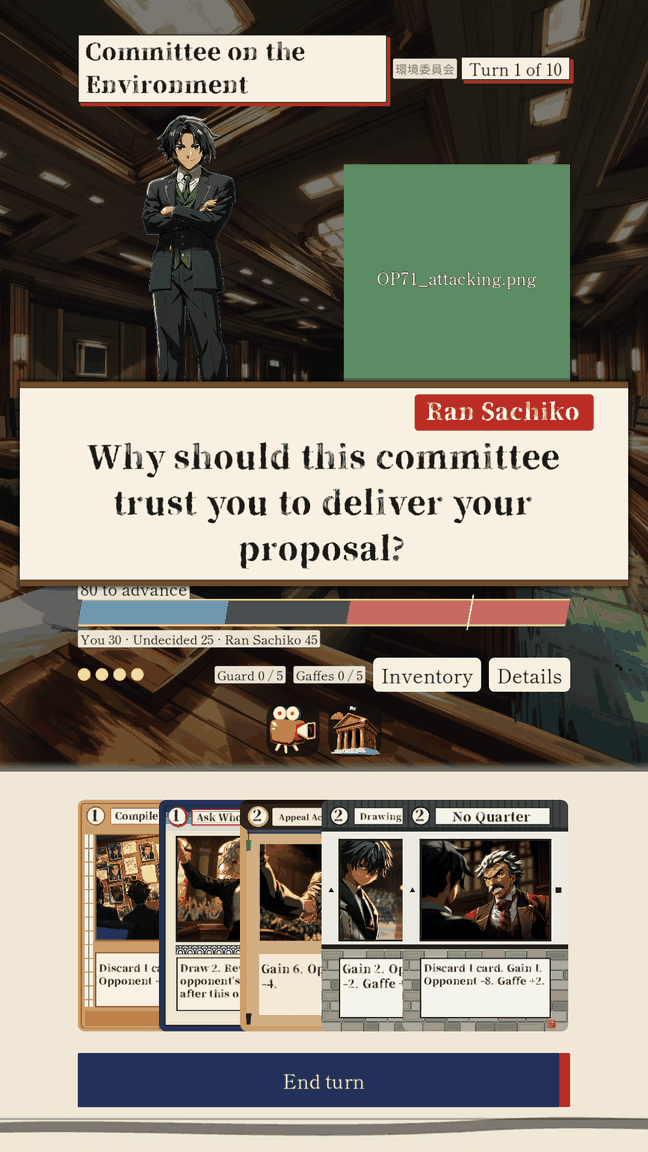 Committee on the
Environment
環境委員会
Turn 1 of 10
OP71_attacking.png
Ran Sachiko
Why should this committee
trust you to deliver your
proposal?
80 to advance
You 30 · Undecided 25 · Ran Sachiko 45
Guard 0 / 5
Gaffes 0 / 5
Inventory
Details
1
Compile
1
Ask Who
2
Appeal Ac
2
Drawing
2
No Quarter
Discard 1 ca
Opponent -
Draw 2. Rev
opponent's
after this o
Gain 6. Op
-4.
Gain 2. Op
-2. Gaffe
Discard 1 card. Gain 1.
Opponent -8. Gaffe +2.
End turn